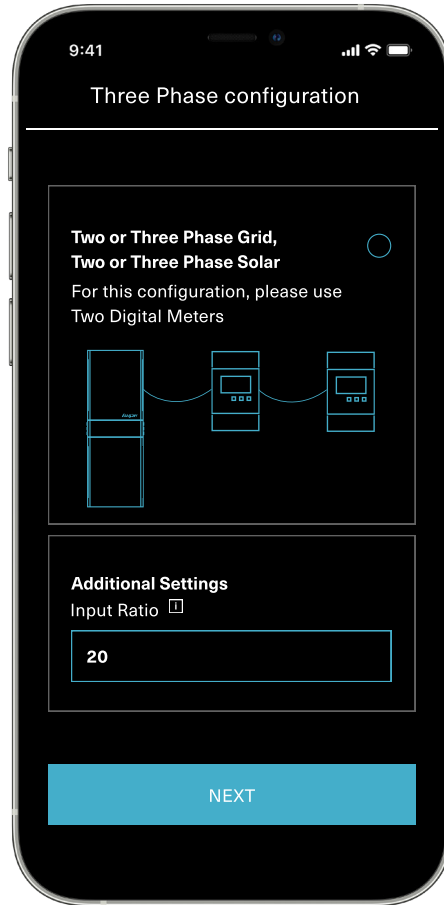 9:41
Three Phase configuration
Two or Three Phase Grid,
Two or Three Phase Solar
For this configuration, please use
Two Digital Meters
Additional Settings
Input Ratio i
20
NEXT